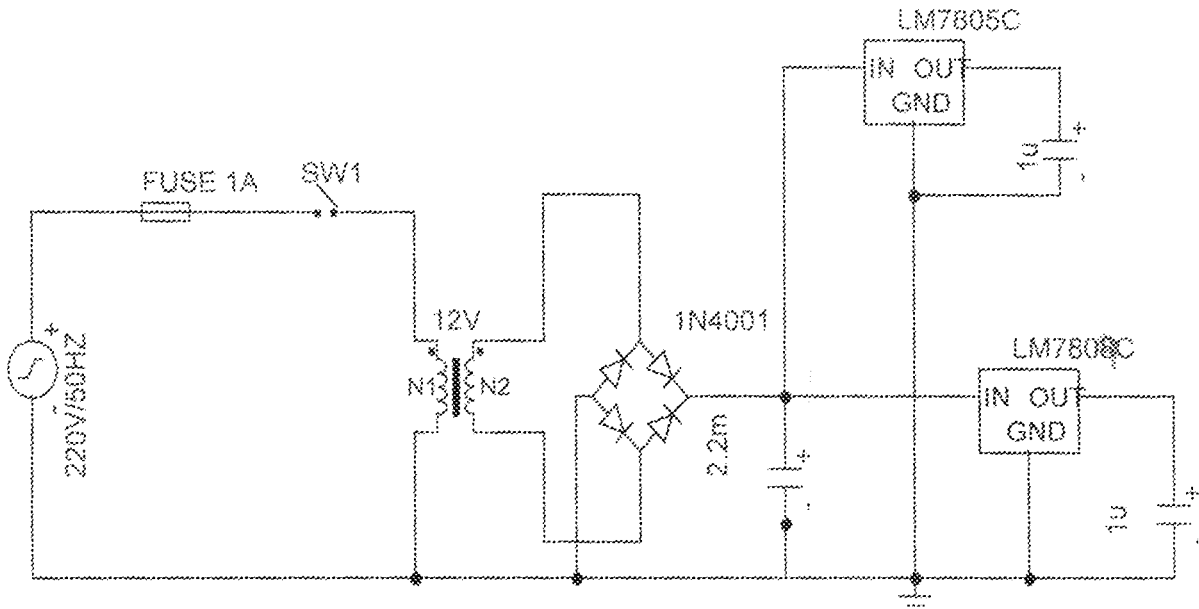 LM7805C
IN OUT
GND
1u
+
FUSE 1A
SW1
12V
1N4001
N1
N2
+
220V/50HZ
~
2.2m
+
IN OUT
GND
1u
+